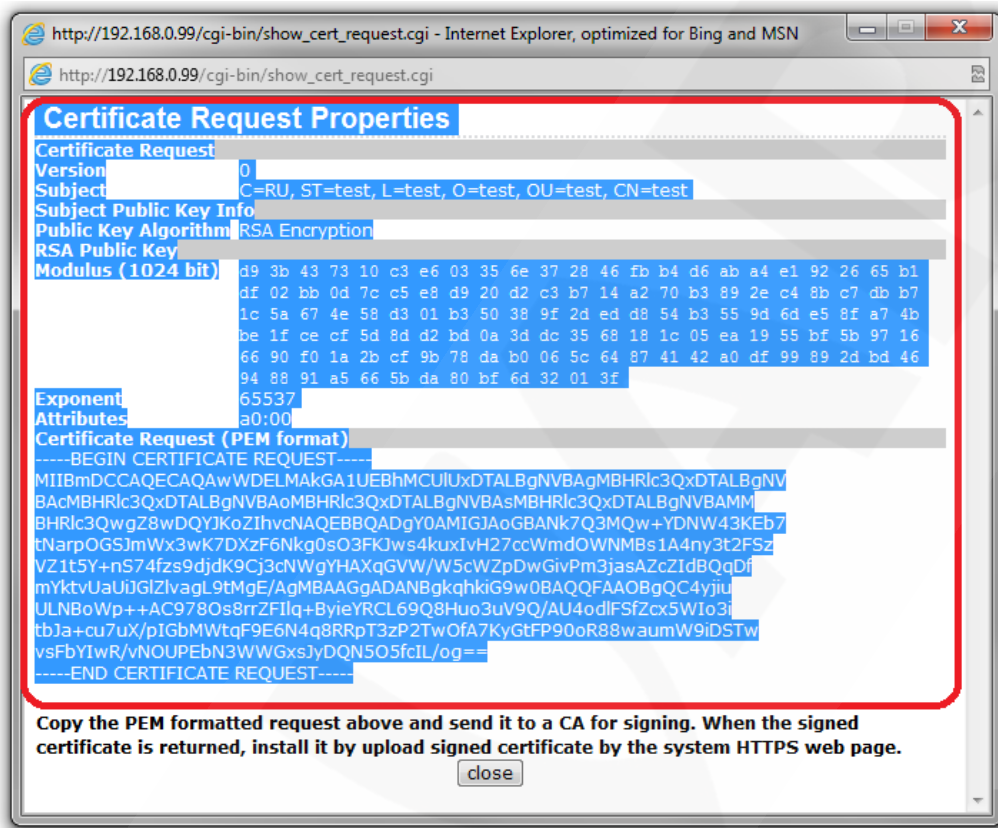 http://192.168.0.99/cgi-bin/show_cert_request.cgi - Internet Explorer, optimized for Bing and MSN
http://192.168.0.99/cgi-bin/show_cert_request.cgi
Certificate Request Properties
Certificate Request
Version 0
Subject C=RU, ST=test, L=test, O=test, OU=test, CN=test
Subject Public Key Info
Public Key Algorithm RSA Encryption
RSA Public Key
Modulus (1024 bit) d9 3b 43 73 10 c3 e6 03 35 6e 37 28 46 fb b4 d6 ab a4 e1 92 26 65 b1
df 02 bb 0d 7c c5 e8 d9 20 d2 c3 b7 14 a2 70 b3 89 2e c4 8b c7 db b7
1c 5a 67 4e 58 d3 01 b3 50 38 9f 2d ed d8 54 b3 55 9d 6d e5 8f a7 4b
be 1f ce cf 5d 8d d2 bd 0a 3d dc 35 68 18 1c 05 ea 19 55 bf 5b 97 16
66 90 f0 1a 2b cf 9b 78 da b0 06 5c 64 87 41 42 a0 df 99 89 2d bd 46
94 88 91 a5 66 5b da 80 bf 6d 32 01 3f
Exponent 65537
Attributes a0:00
Certificate Request (PEM format)
-----BEGIN CERTIFICATE REQUEST-----
MIIBmDCCAQECAQAwWDELMAkGA1UEBhMCUlUxDTALBgNVBAgMBHRlc3QxDTALBgNV
BAcMBHRlc3QxDTALBgNVBAoMBHRlc3QxDTALBgNVBAsMBHRlc3QxDTALBgNVBAMM
BHRlc3QwgZ8wDQYJKoZIhvcNAQEBBQADgY0AMIGJAoGBANk7Q3MQw+YDNW43KEb7
tNarpOGSJmWx3wK7DXzF6Nkg0sO3FKJws4kuxIvH27ccWmdOWNMBs1A4ny3t2FSz
VZ1t5Y+nS74fzs9djdK9Cj3cNWgYHAXqGVW/W5cWZpDwGivPm3jasAZcZIdBQqDf
mYktvUaUiJGlZlvagL9tMgE/AgMBAAGgADANBgkqhkiG9w0BAQQFAAOBgQC4yjiu
ULNBoWp++AC978Os8rrZFIlq+ByieYRCL69Q8Huo3uV9Q/AU4odlFSfZcx5WIo3i
tbJa+cu7uX/pIGbMWtqF9E6N4q8RRpT3zP2TwOfA7KyGtFP90oR88waumW9iDSTw
vsFbYIwR/vNOUPEbN3WWGxsJyDQN5O5fcIL/og==
-----END CERTIFICATE REQUEST-----
Copy the PEM formatted request above and send it to a CA for signing. When the signed
certificate is returned, install it by upload signed certificate by the system HTTPS web page.
close